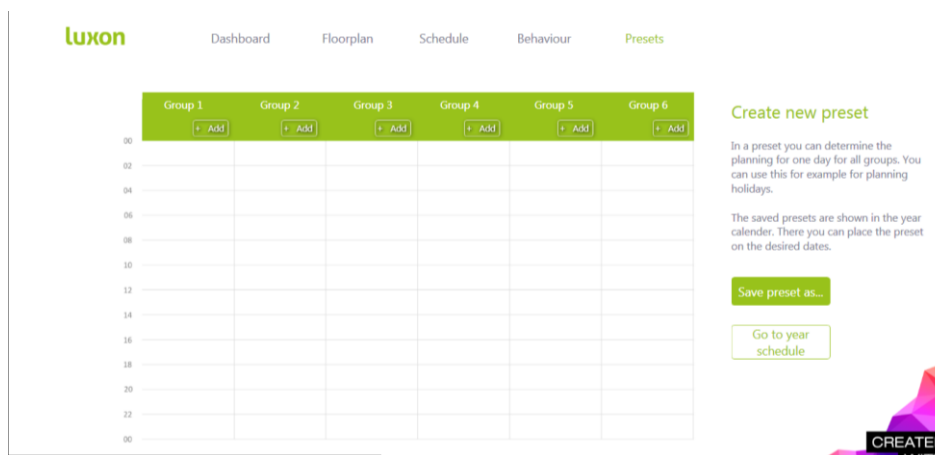 luxon
Dashboard Floorplan Schedule Behaviour Presets
Group 1 Group 2 Group 3 Group 4 Group 5 Group 6
+ Add + Add + Add + Add + Add + Add
00
02
04
06
08
10
12
14
16
18
20
22
00
Create new preset
In a preset you can determine the
planning for one day for all groups. You
can use this for example for planning
holidays.
The saved presets are shown in the year
calender. There you can place the preset
on the desired dates.
Save preset as...
Go to year
schedule
CREATE